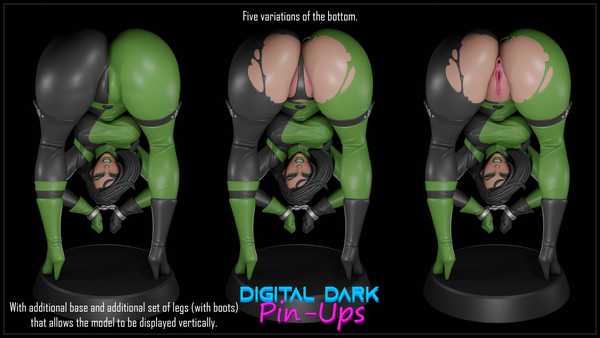 Five variations of the bottom.
With additional base and additional set of legs (with boots)
that allows the model to be displayed vertically.
DIGITAL DARK
Pin-Ups